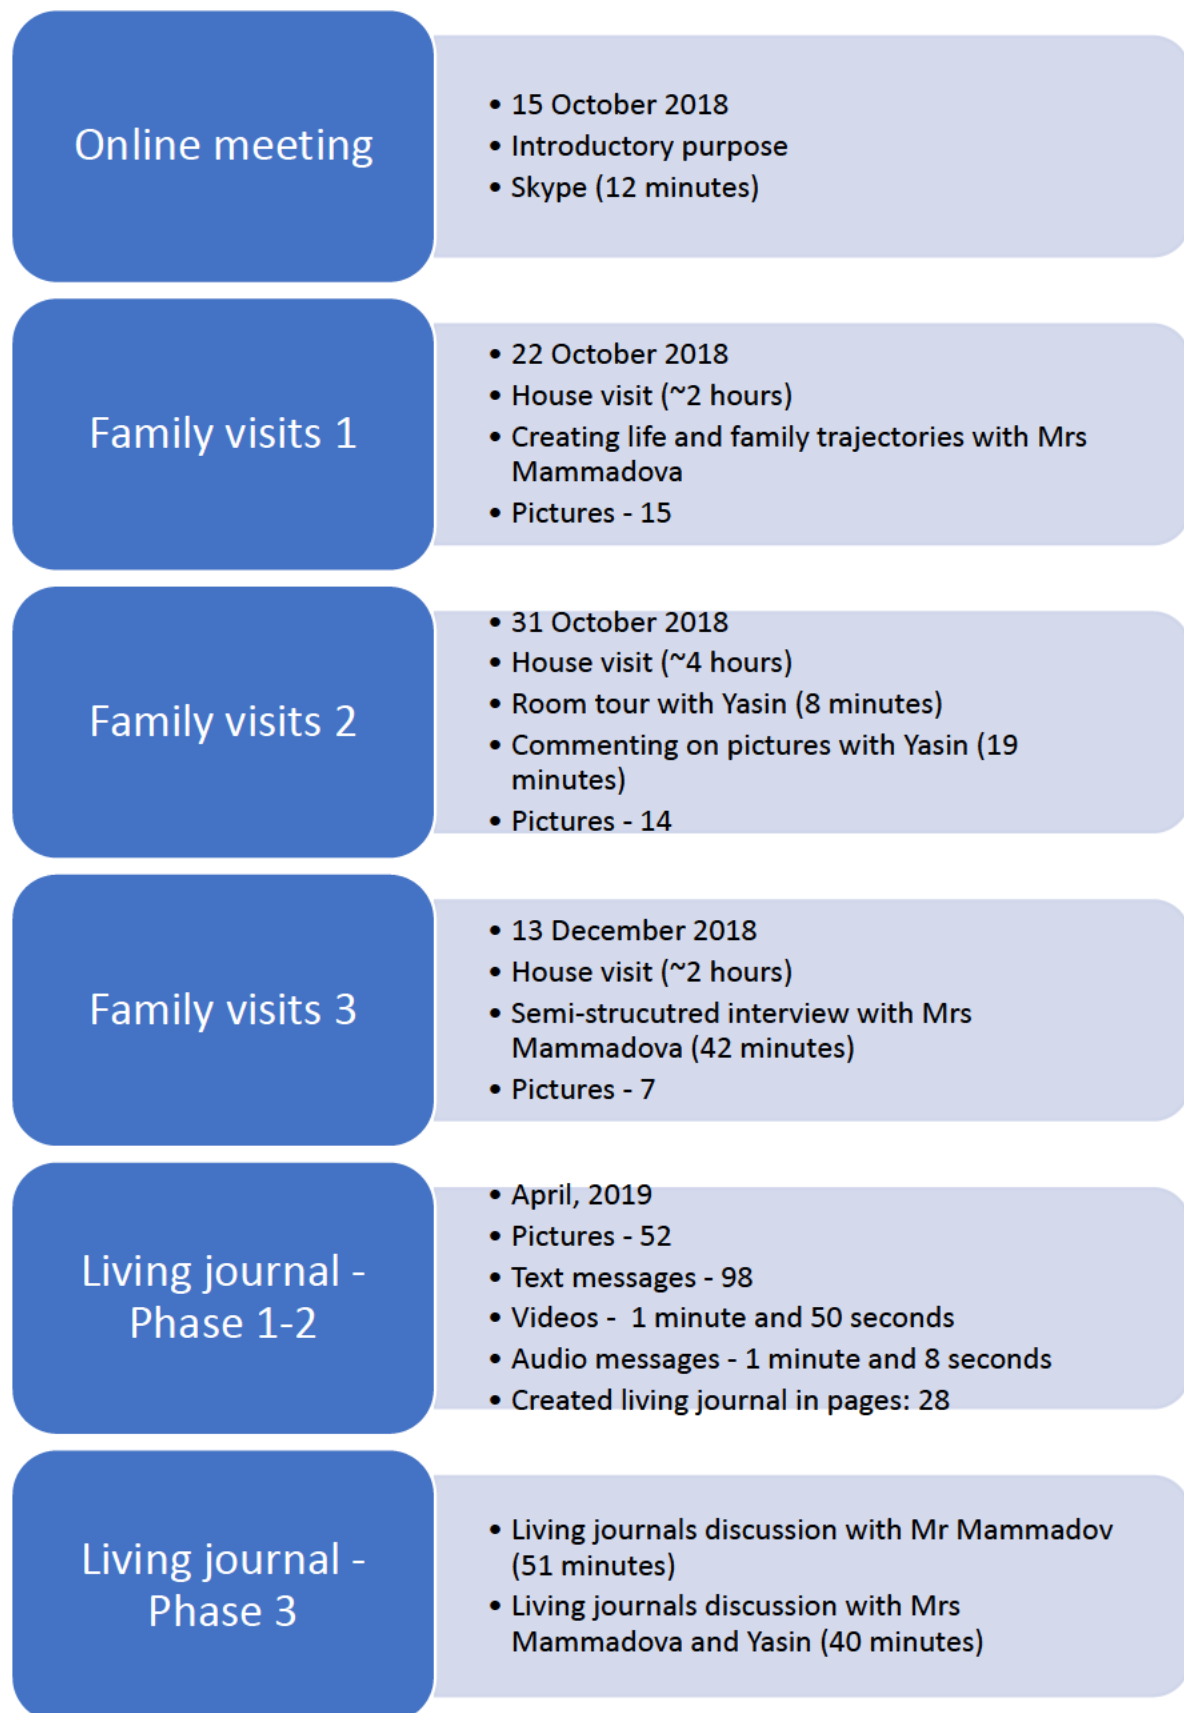 Online meeting
• 15 October 2018
• Introductory purpose
• Skype (12 minutes)
Family visits 1
• 22 October 2018
• House visit (~2 hours)
• Creating life and family trajectories with Mrs
Mammadova
• Pictures - 15
Family visits 2
• 31 October 2018
• House visit (~4 hours)
• Room tour with Yasin (8 minutes)
• Commenting on pictures with Yasin (19
minutes)
• Pictures - 14
Family visits 3
• 13 December 2018
• House visit (~2 hours)
• Semi-strucutred interview with Mrs
Mammadova (42 minutes)
• Pictures - 7
Living journal -
Phase 1-2
• April, 2019
• Pictures - 52
• Text messages - 98
• Videos -  1 minute and 50 seconds
• Audio messages - 1 minute and 8 seconds
• Created living journal in pages: 28
Living journal -
Phase 3
• Living journals discussion with Mr Mammadov
(51 minutes)
• Living journals discussion with Mrs
Mammadova and Yasin (40 minutes)